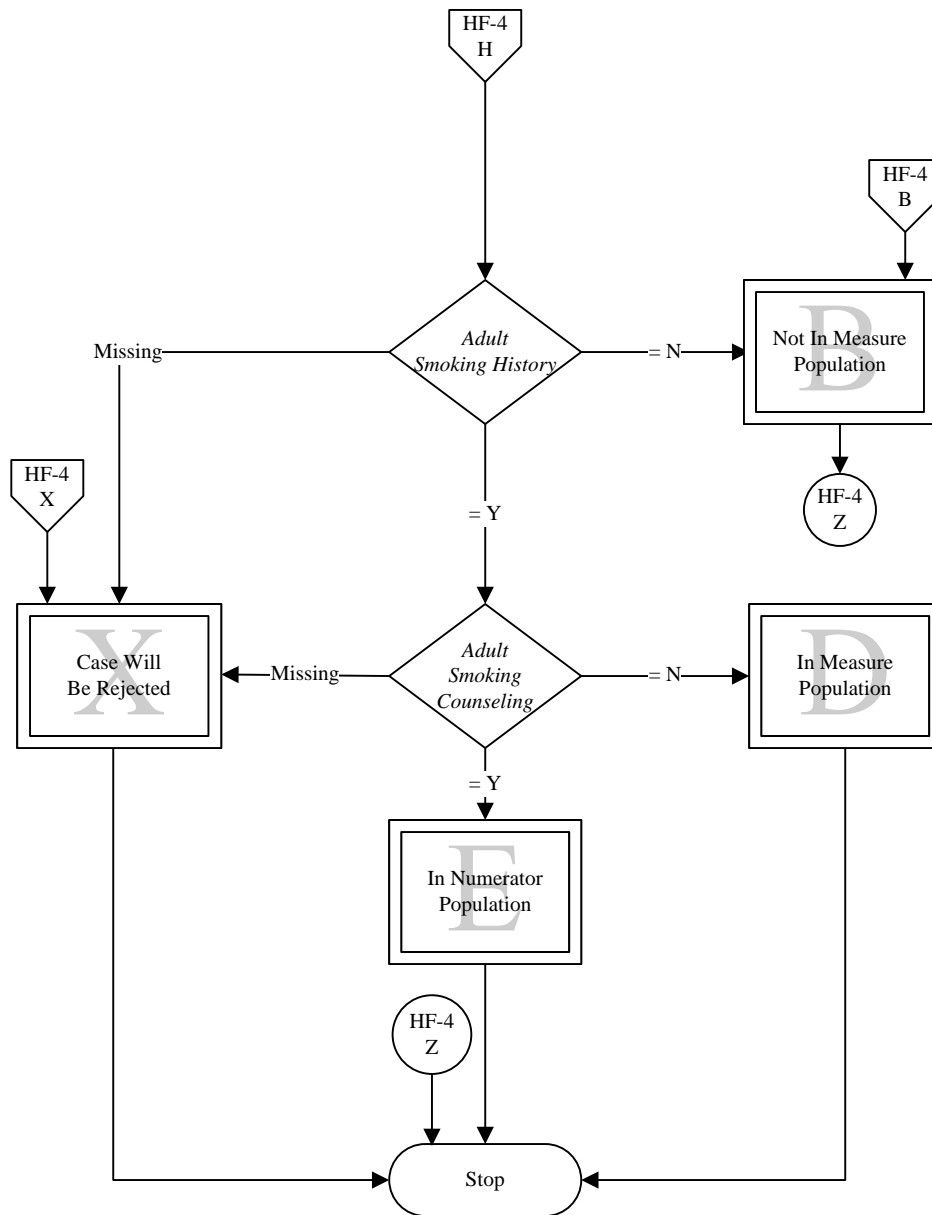 HF-4
H
HF-4
B
Adult
Smoking History
Missing
= N
B
Not In Measure
Population
HF-4
X
HF-4
Z
= Y
X
Case Will
Be Rejected
Missing
Adult
Smoking
Counseling
= N
D
In Measure
Population
= Y
E
In Numerator
Population
HF-4
Z
Stop